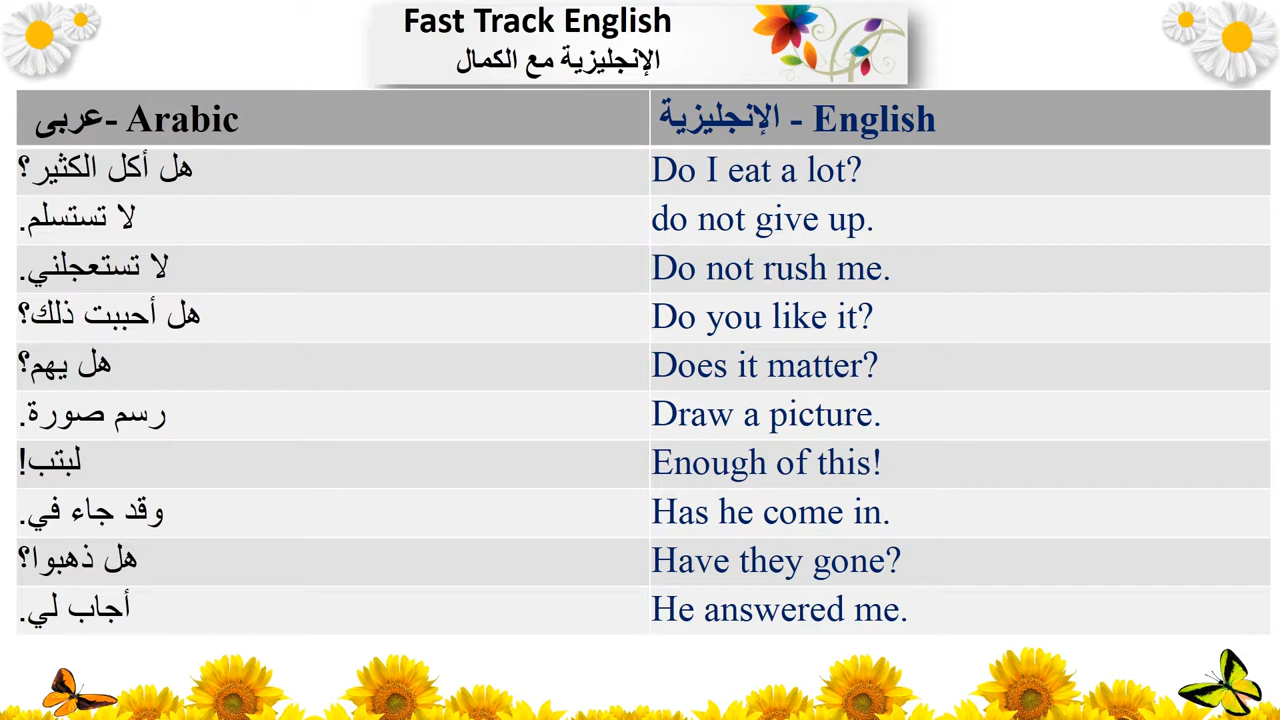 Fast Track English
الإنجليزية مع الكمال
عربى- Arabic
الإنجليزية - English
هل أكل الكثير؟
Do I eat a lot?
لا تستسلم.
do not give up.
لا تستعجلني.
Do not rush me.
هل أحببت ذلك؟
Do you like it?
هل يهم؟
Does it matter?
رسم صورة.
Draw a picture.
لبتب!
Enough of this!
وقد جاء في.
Has he come in.
هل ذهبوا؟
Have they gone?
أجاب لي.
He answered me.